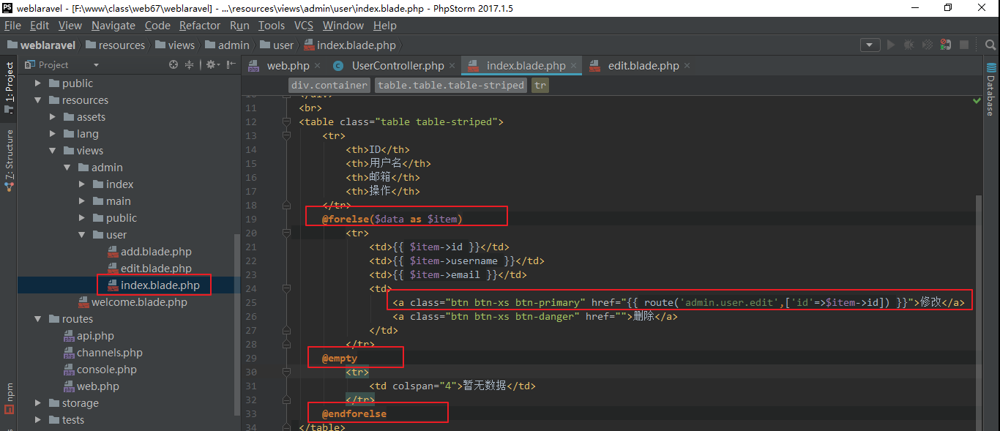 weblaravel - [F:\www\class\web67\weblaravel] - ...\resources\views\admin\user\index.blade.php - PhpStorm 2017.1.5
File Edit View Navigate Code Refactor Run Tools VCS Window Help
weblaravel resources views admin user index.blade.php
Project
web.php UserController.php index.blade.php edit.blade.php
1: Project
7: Structure
npm
public
resources
assets
lang
views
admin
index
main
public
user
add.blade.php
edit.blade.php
index.blade.php
welcome.blade.php
routes
api.php
channels.php
console.php
web.php
storage
tests
div.container table.table.table-striped tr
11 <br>
12 <table class="table table-striped">
13 <tr>
14 <th>ID</th>
15 <th>用户名</th>
16 <th>邮箱</th>
17 <th>操作</th>
18 </tr>
19 @forelse($data as $item)
20 <tr>
21 <td>{{ $item->id }}</td>
22 <td>{{ $item->username }}</td>
23 <td>{{ $item->email }}</td>
24 <td>
25 <a class="btn btn-xs btn-primary" href="{{ route('admin.user.edit',['id'=>$item->id]) }}">修改</a>
26 <a class="btn btn-xs btn-danger" href="">删除</a>
27 </td>
28 </tr>
29 @empty
30 <tr>
31 <td colspan="4">暂无数据</td>
32 </tr>
33 @endforelse
34 </table>
Database